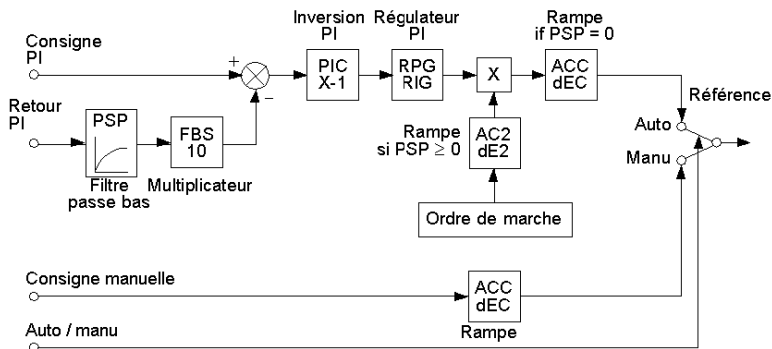 Consigne
PI
+
−
Inversion
PI
PIC
X-1
Régulateur
PI
RPG
RIG
X
Rampe
if PSP = 0
ACC
dEC
Référence
Retour
PI
PSP
Filtre
passe bas
FBS
10
Multiplicateur
Rampe
si PSP ≥ 0
AC2
dE2
Auto
Manu
Ordre de marche
Consigne manuelle
ACC
dEC
Rampe
Auto / manu